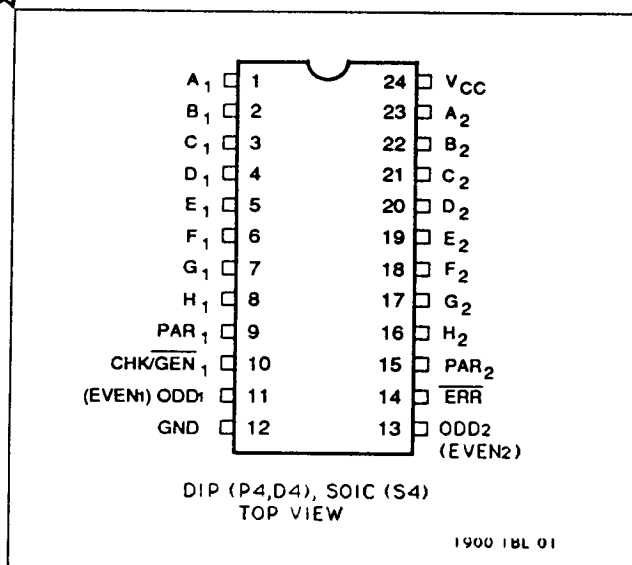 A1 1 24 VCC
B1 2 23 A2
C1 3 22 B2
D1 4 21 C2
E1 5 20 D2
F1 6 19 E2
G1 7 18 F2
H1 8 17 G2
PAR1 9 16 H2
CHK/GEN1 10 15 PAR2
(EVEN1) ODD1 11 14 ERR
GND 12 13 ODD2
(EVEN2)
DIP (P4,D4), SOIC (S4)
TOP VIEW
1900 TBL 01